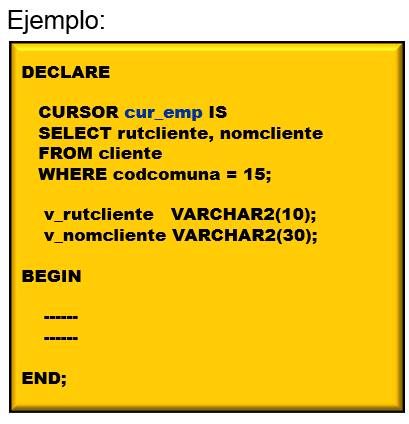 Ejemplo:
DECLARE
CURSOR cur_emp IS
SELECT rutcliente, nomcliente
FROM cliente
WHERE codcomuna = 15;
v_rutcliente VARCHAR2(10);
v_nomcliente VARCHAR2(30);
BEGIN
------
------
END;